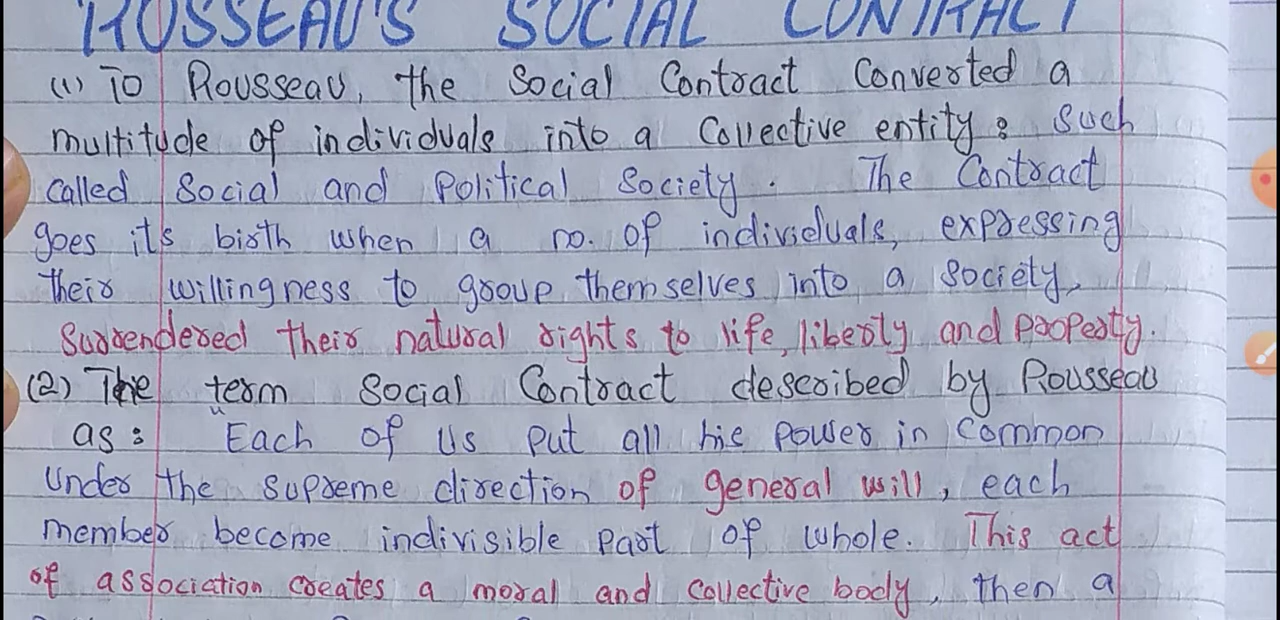 ROSSEAU'S SOCIAL CONTRACT
(1) To Rousseau, the Social Contract Converted a
multitude of individuals into a Collective entity : Such
called Social and Political Society. The Contract
goes its birth when a no. of individuals, expressing
their willingness to group themselves into a society,
Surrendered their natural rights to life, liberty and property.
(2) The term Social Contract described by Rousseau
as : "Each of us put all his power in common
under the supreme direction of general will, each
member become indivisible part of whole. This act
of association creates a moral and collective body, then a